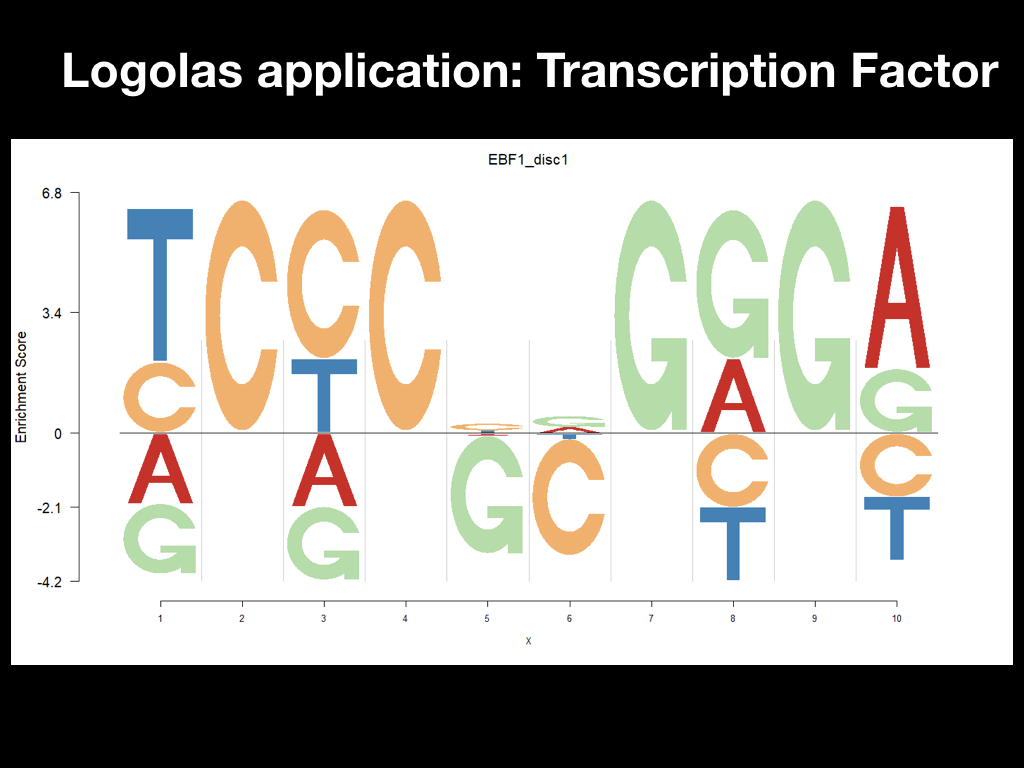 Logolas application: Transcription Factor
EBF1_disc1
6.8
3.4
0
-2.1
-4.2
Enrichment Score
T C C C G G G A
C T C G A G
A A G C C C
G G T T
1 2 3 4 5 6 7 8 9 10
X